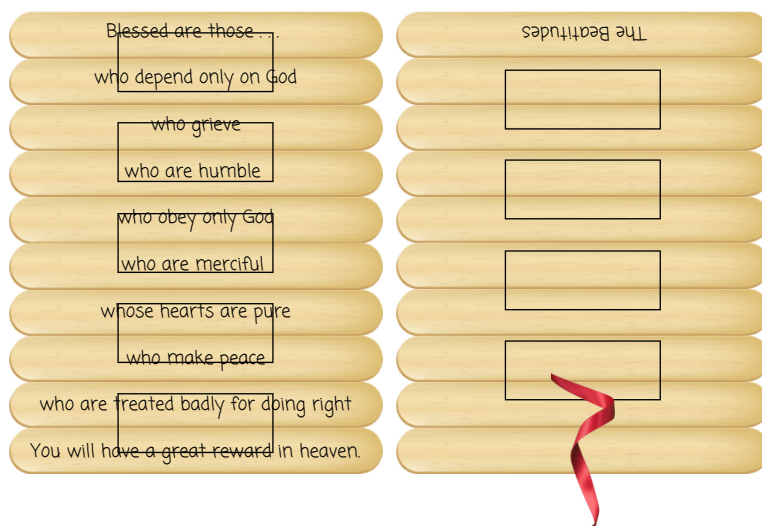 Blessed are those . . .
who depend only on God
who grieve
who are humble
who obey only God
who are merciful
whose hearts are pure
who make peace
who are treated badly for doing right
You will have a great reward in heaven.
The Beatitudes